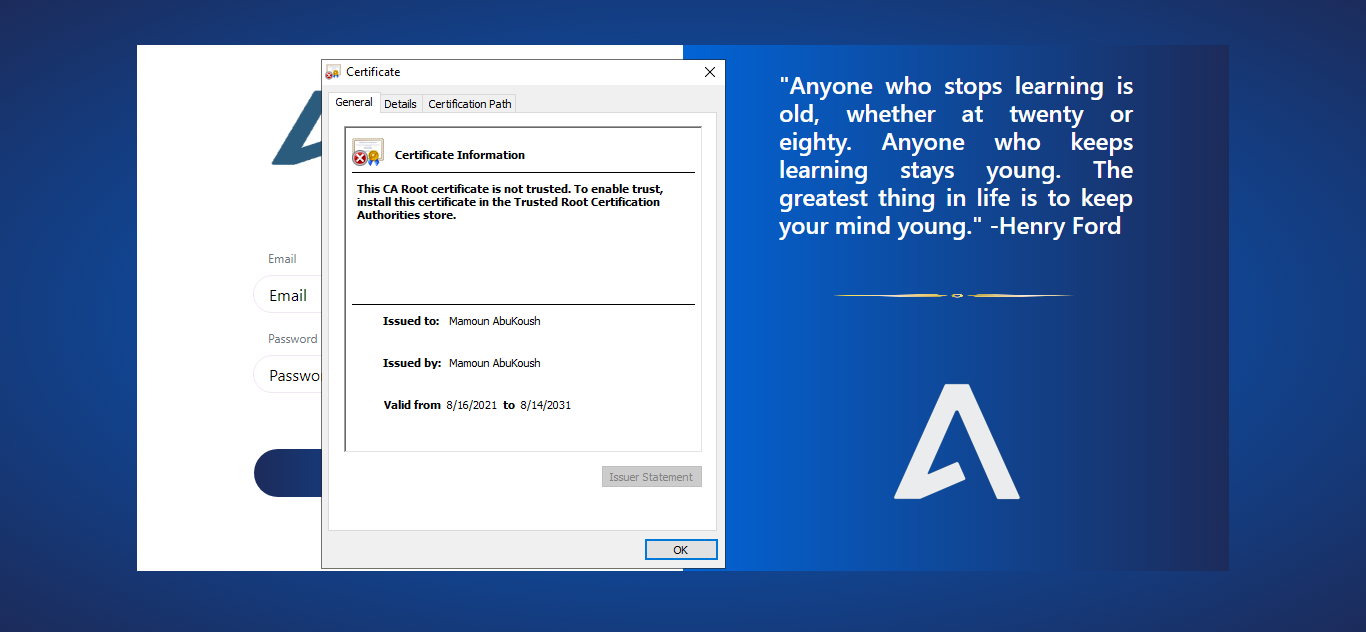 Certificate
General Details Certification Path
Certificate Information
This CA Root certificate is not trusted. To enable trust,
install this certificate in the Trusted Root Certification
Authorities store.
Issued to: Mamoun AbuKoush
Issued by: Mamoun AbuKoush
Valid from 8/16/2021 to 8/14/2031
Issuer Statement
OK
Email
Email
Password
Passwo
"Anyone who stops learning is
old, whether at twenty or
eighty. Anyone who keeps
learning stays young. The
greatest thing in life is to keep
your mind young." -Henry Ford